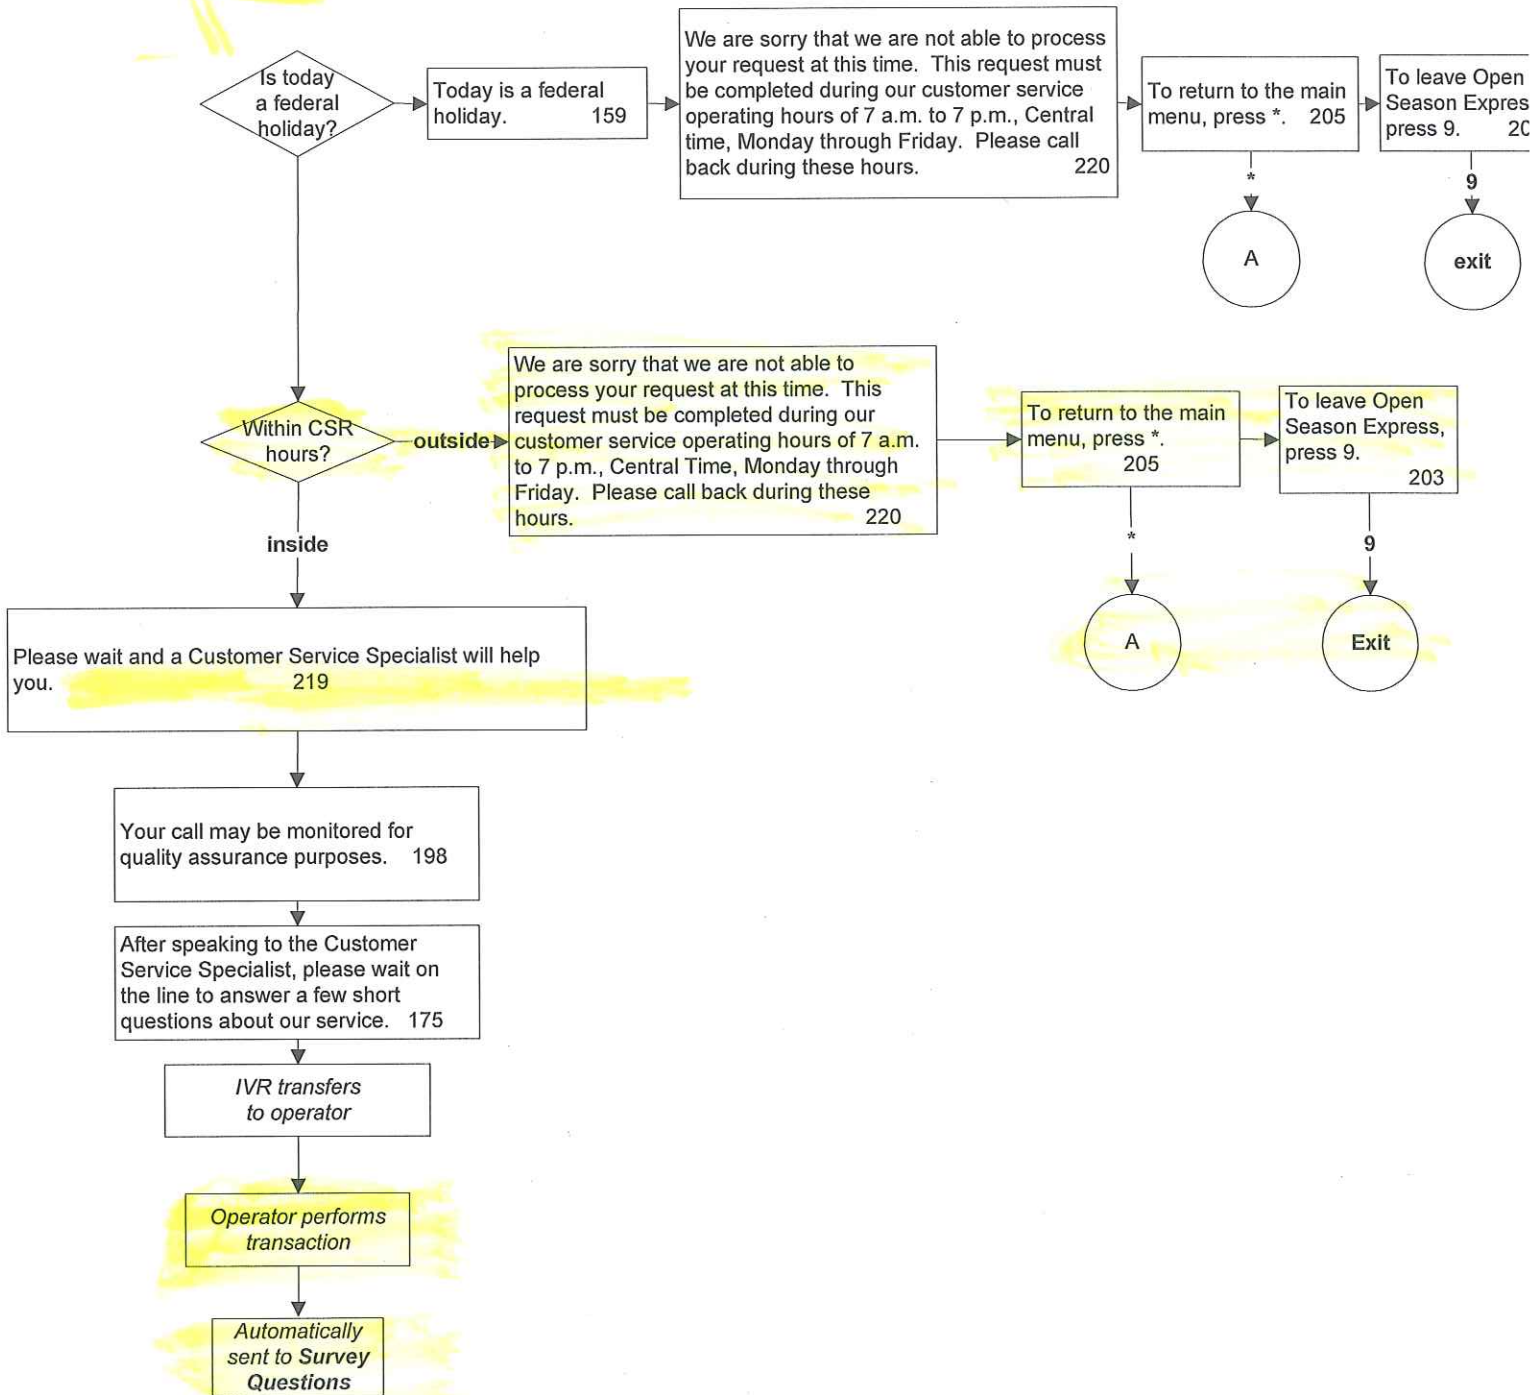 Is today
a federal
holiday?
Today is a federal
holiday. 159
We are sorry that we are not able to process
your request at this time. This request must
be completed during our customer service
operating hours of 7 a.m. to 7 p.m., Central
time, Monday through Friday. Please call
back during these hours. 220
To return to the main
menu, press *. 205
To leave Open
Season
press 9.
*
A
9
exit
Within CSR
hours?
outside
We are sorry that we are not able to
process your request at this time. This
request must be completed during our
customer service operating hours of 7 a.m.
to 7 p.m., Central Time, Monday through
Friday. Please call back during these
hours. 220
To return to the main
menu, press *.
205
To leave Open
Season Express,
press 9.
203
*
A
9
Exit
inside
Please wait and a Customer Service Specialist will help
you. 219
Your call may be monitored for
quality assurance purposes. 198
After speaking to the Customer
Service Specialist, please wait on
the line to answer a few short
questions about our service. 175
IVR transfers
to operator
Operator performs
transaction
Automatically
sent to Survey
Questions